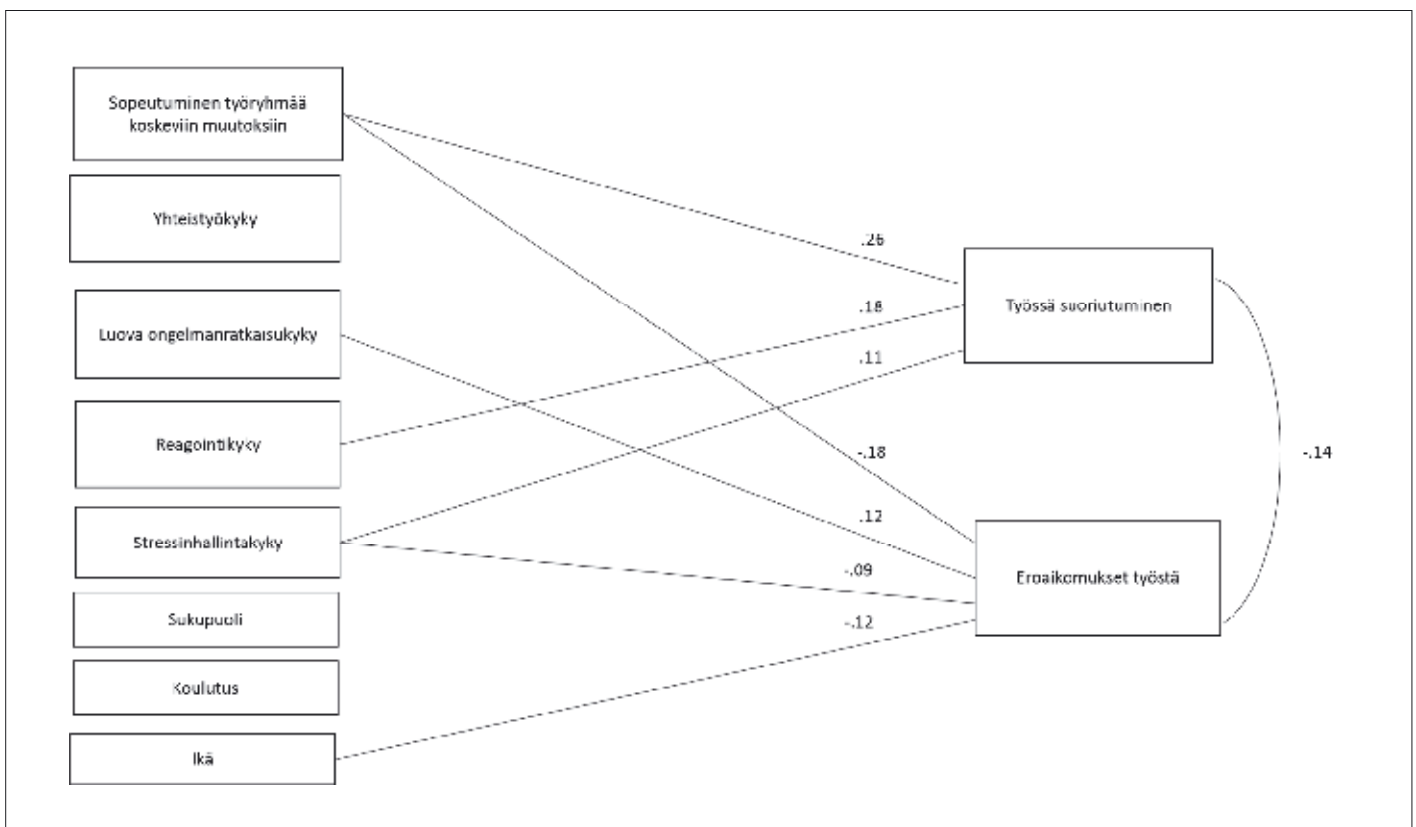 Sopeutuminen työryhmää
koskeviin muutoksiin
Yhteistyökyky
Luova ongelmanratkaisukyky
Reagointikyky
Stressinhallintakyky
Sukupuoli
Koulutus
Ikä
.26
.18
.11
-.18
.12
-.09
-.12
Työssä suoriutuminen
Eroaikomukset työstä
-.14